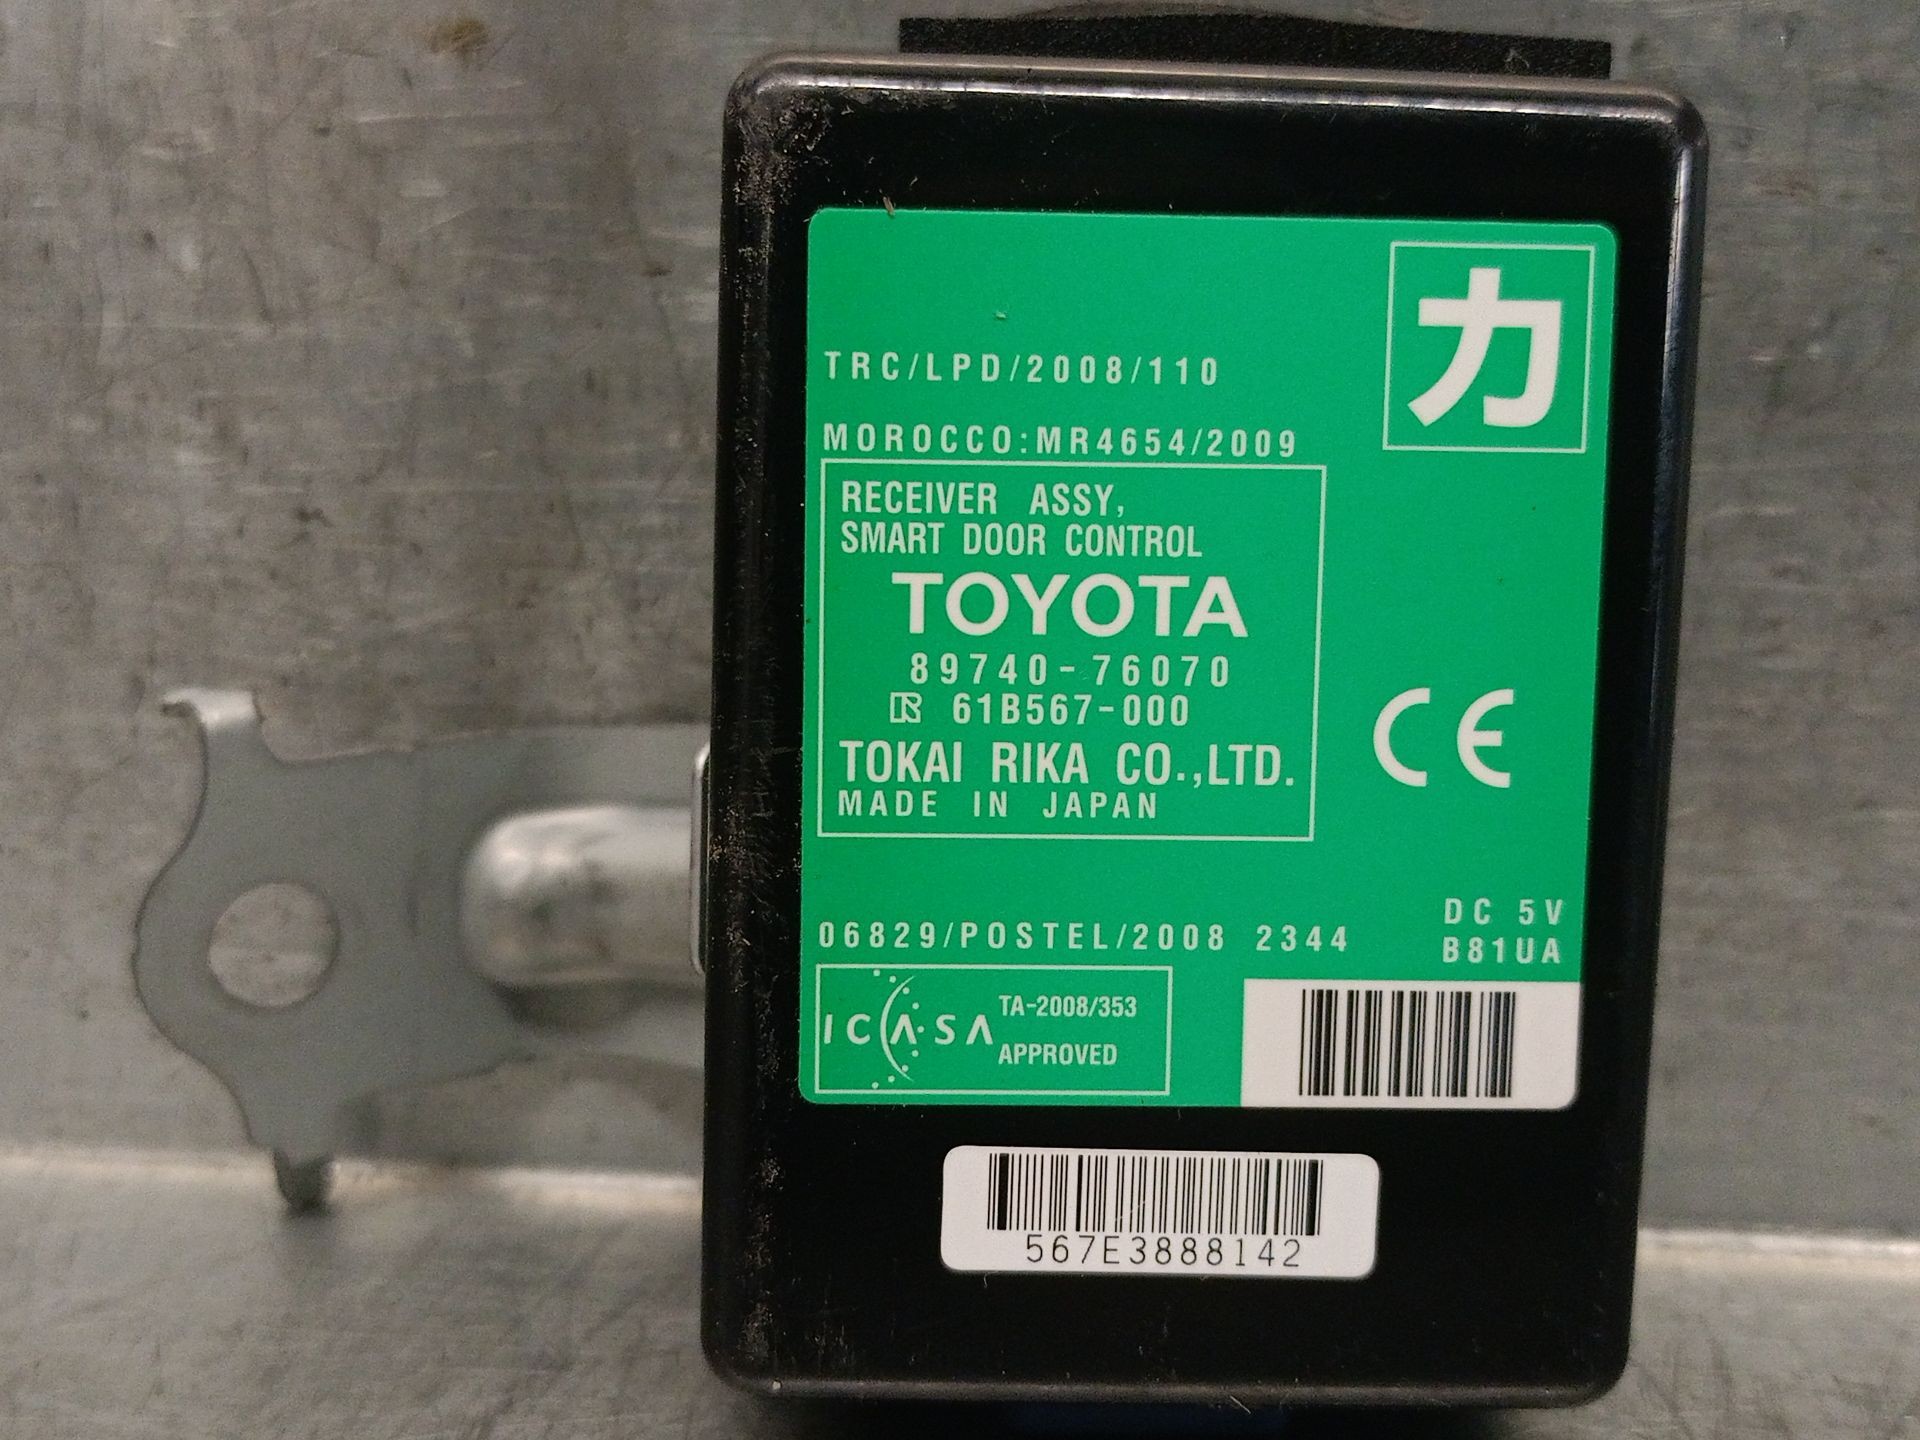 力
TRC/LPD/2008/110
MOROCCO:MR4654/2009
RECEIVER ASSY,
SMART DOOR CONTROL
TOYOTA
89740-76070
61B567-000
TOKAI RIKA CO.,LTD.
MADE IN JAPAN
CE
06829/POSTEL/2008 2344
DC 5V
B81UA
ICASA
TA-2008/353
APPROVED
567E3888142